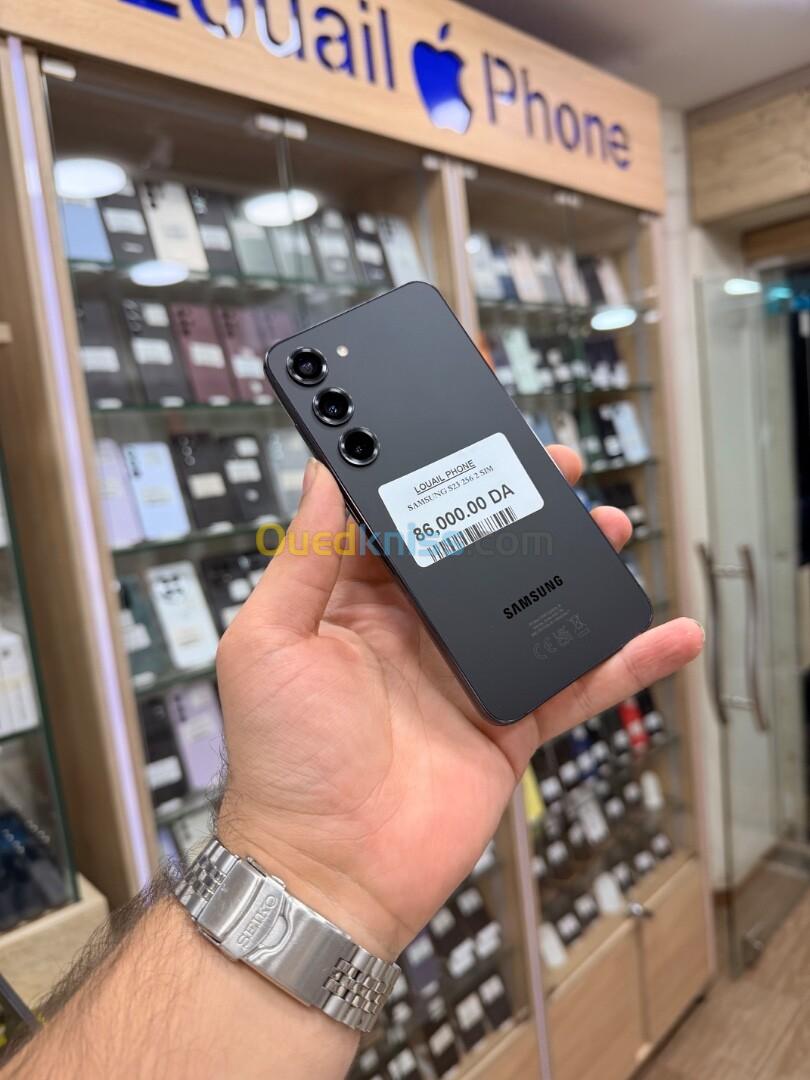 Louail Phone
LOUAIL PHONE
SAMSUNG S23 256 2 SIM
86,000.00 DA
Ouedkniss.com
SAMSUNG
SEIKO